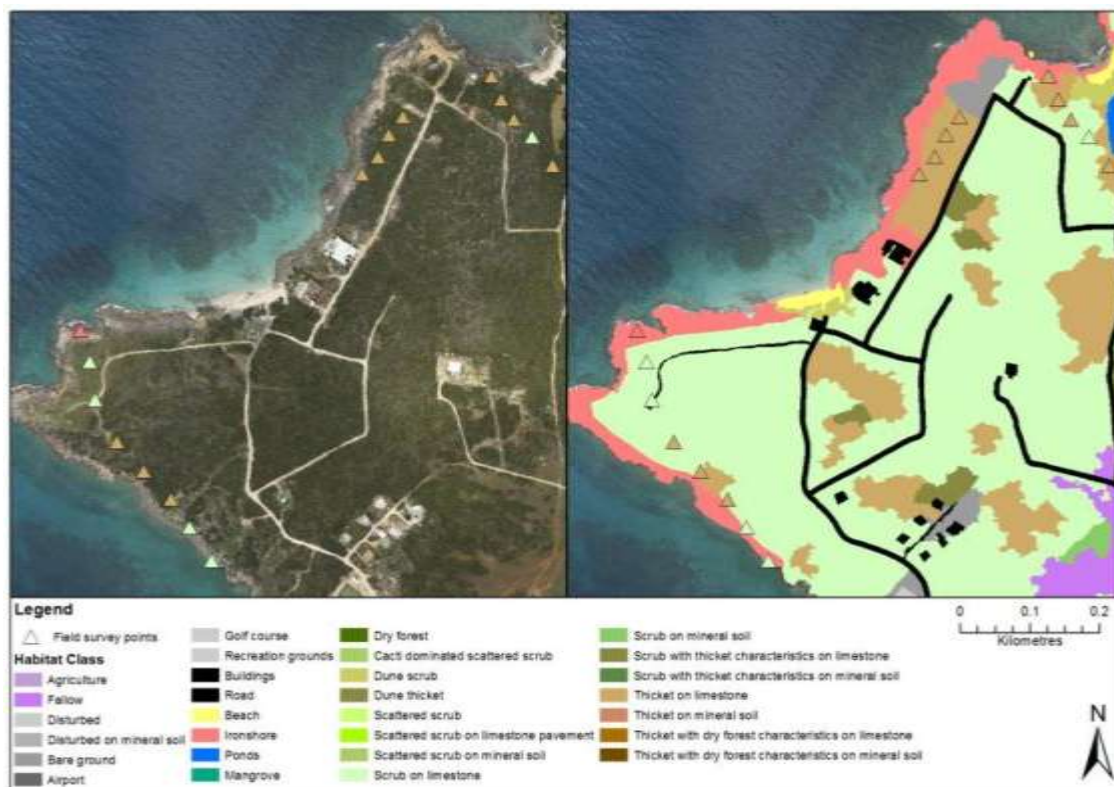 Legend
Field survey points
Habitat Class
Agriculture
Fallow
Disturbed
Disturbed on mineral soil
Bare ground
Airport
Golf course
Recreation grounds
Buildings
Road
Beach
Ironshore
Ponds
Mangrove
Dry forest
Cacti dominated scattered scrub
Dune scrub
Dune thicket
Scattered scrub
Scattered scrub on limestone pavement
Scattered scrub on mineral soil
Scrub on limestone
Scrub on mineral soil
Scrub with thicket characteristics on limestone
Scrub with thicket characteristics on mineral soil
Thicket on limestone
Thicket on mineral soil
Thicket with dry forest characteristics on limestone
Thicket with dry forest characteristics on mineral soil
0 0.1 0.2
Kilometres
N